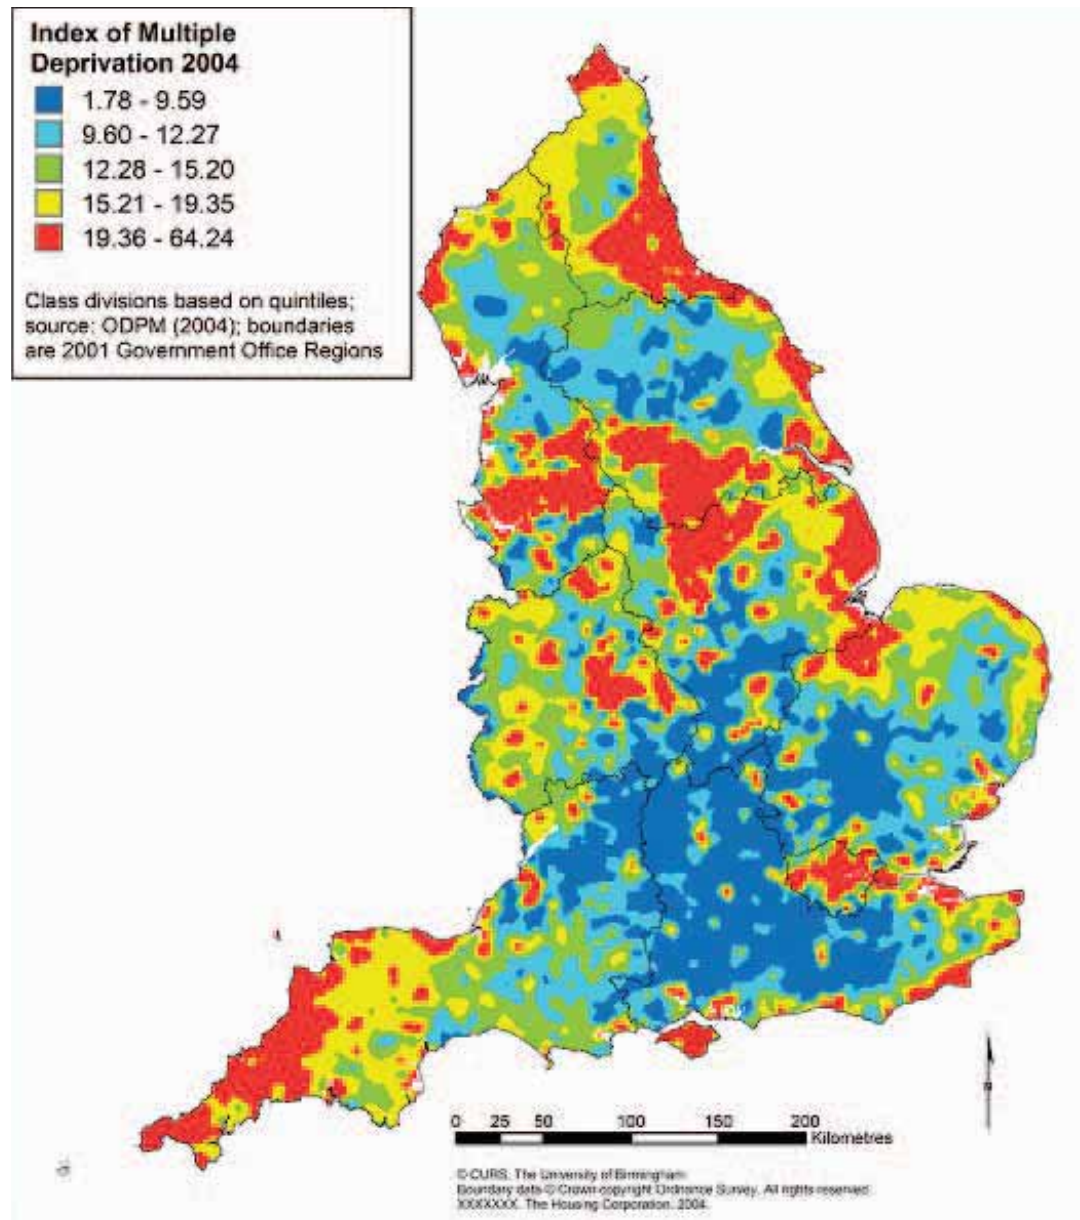 Index of Multiple
Deprivation 2004
1.78 - 9.59
9.60 - 12.27
12.28 - 15.20
15.21 - 19.35
19.36 - 64.24
Class divisions based on quintiles;
source: ODPM (2004); boundaries
are 2001 Government Office Regions
0 25 50 100 150 200
Kilometres
© CURS, The University of Birmingham
Boundary data © Crown copyright Ordnance Survey. All rights reserved
XXXXXXX. The Housing Corporation. 2004.